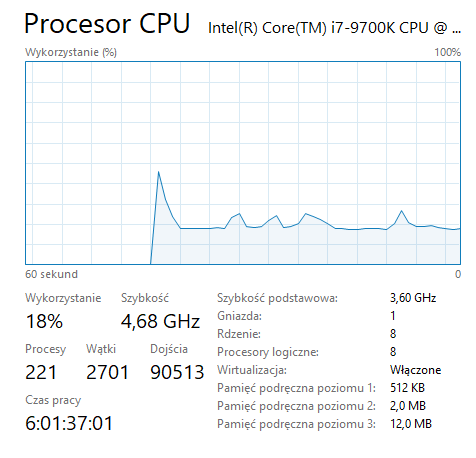 Procesor CPU Intel(R) Core(TM) i7-9700K CPU @ ...
Wykorzystanie (%) 100%
60 sekund 0
Wykorzystanie Szybkość
18% 4,68 GHz
Procesy Wątki Dojścia
221 2701 90513
Czas pracy
6:01:37:01
Szybkość podstawowa: 3,60 GHz
Gniazda: 1
Rdzenie: 8
Procesory logiczne: 8
Wirtualizacja: Włączone
Pamięć podręczna poziomu 1: 512 KB
Pamięć podręczna poziomu 2: 2,0 MB
Pamięć podręczna poziomu 3: 12,0 MB